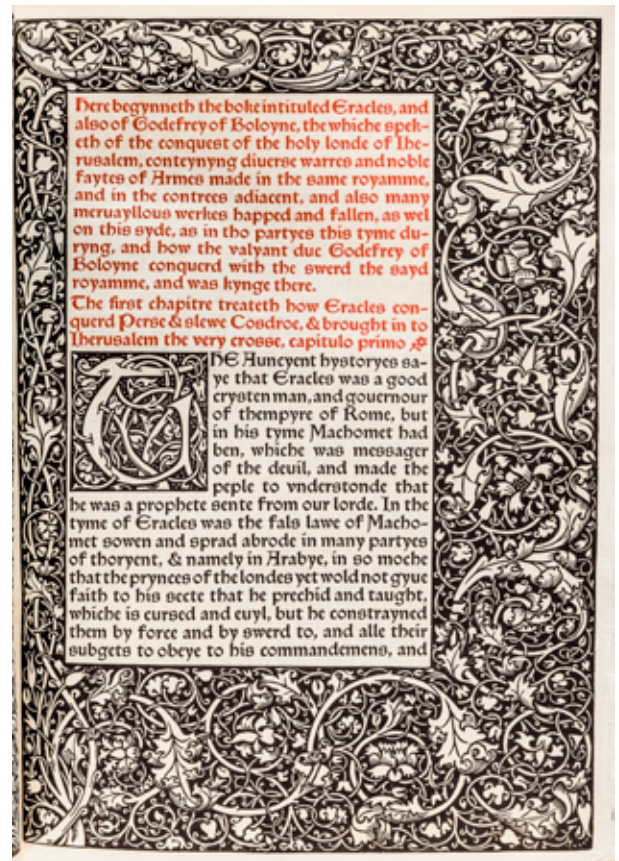 Here begynneth the boke intituled Eracles, and
also of Godefrey of Boloyne, the whiche spek-
eth of the conquest of the holy londe of Ihe-
rusalem, conteynyng diuerse warres and noble
faytes of Armes made in the same royamme,
and in the contrees adiacent, and also many
meruayllous werkes happed and fallen, as wel
on this syde, as in tho partyes this tyme du-
ryng, and how the valyant duc Godefrey of
Boloyne conquerd with the swerd the sayd
royamme, and was kynge there.
The first chapitre treateth how Eracles con-
querd Perse & slewe Cosdroe, & brought in to
Iherusalem the very crosse, capitulo primo
THE Auncyent hystoryes sa-
ye that Eracles was a good
crysten man, and gouernour
of thempyre of Rome, but
in his tyme Machomet had
ben, whiche was messager
of the deuil, and made the
peple to vnderstonde that
he was a prophete sente from our lorde. In the
tyme of Eracles was the fals lawe of Macho-
met sowen and sprad abrode in many partyes
of thoryent, & namely in Arabye, in so moche
that the prynces of the londes yet wold not gyue
faith to his secte that he prechid and taught,
whiche is cursed and euyl, but he constrayned
them by force and by swerd to, and alle their
subgets to obeye to his commandemens, and